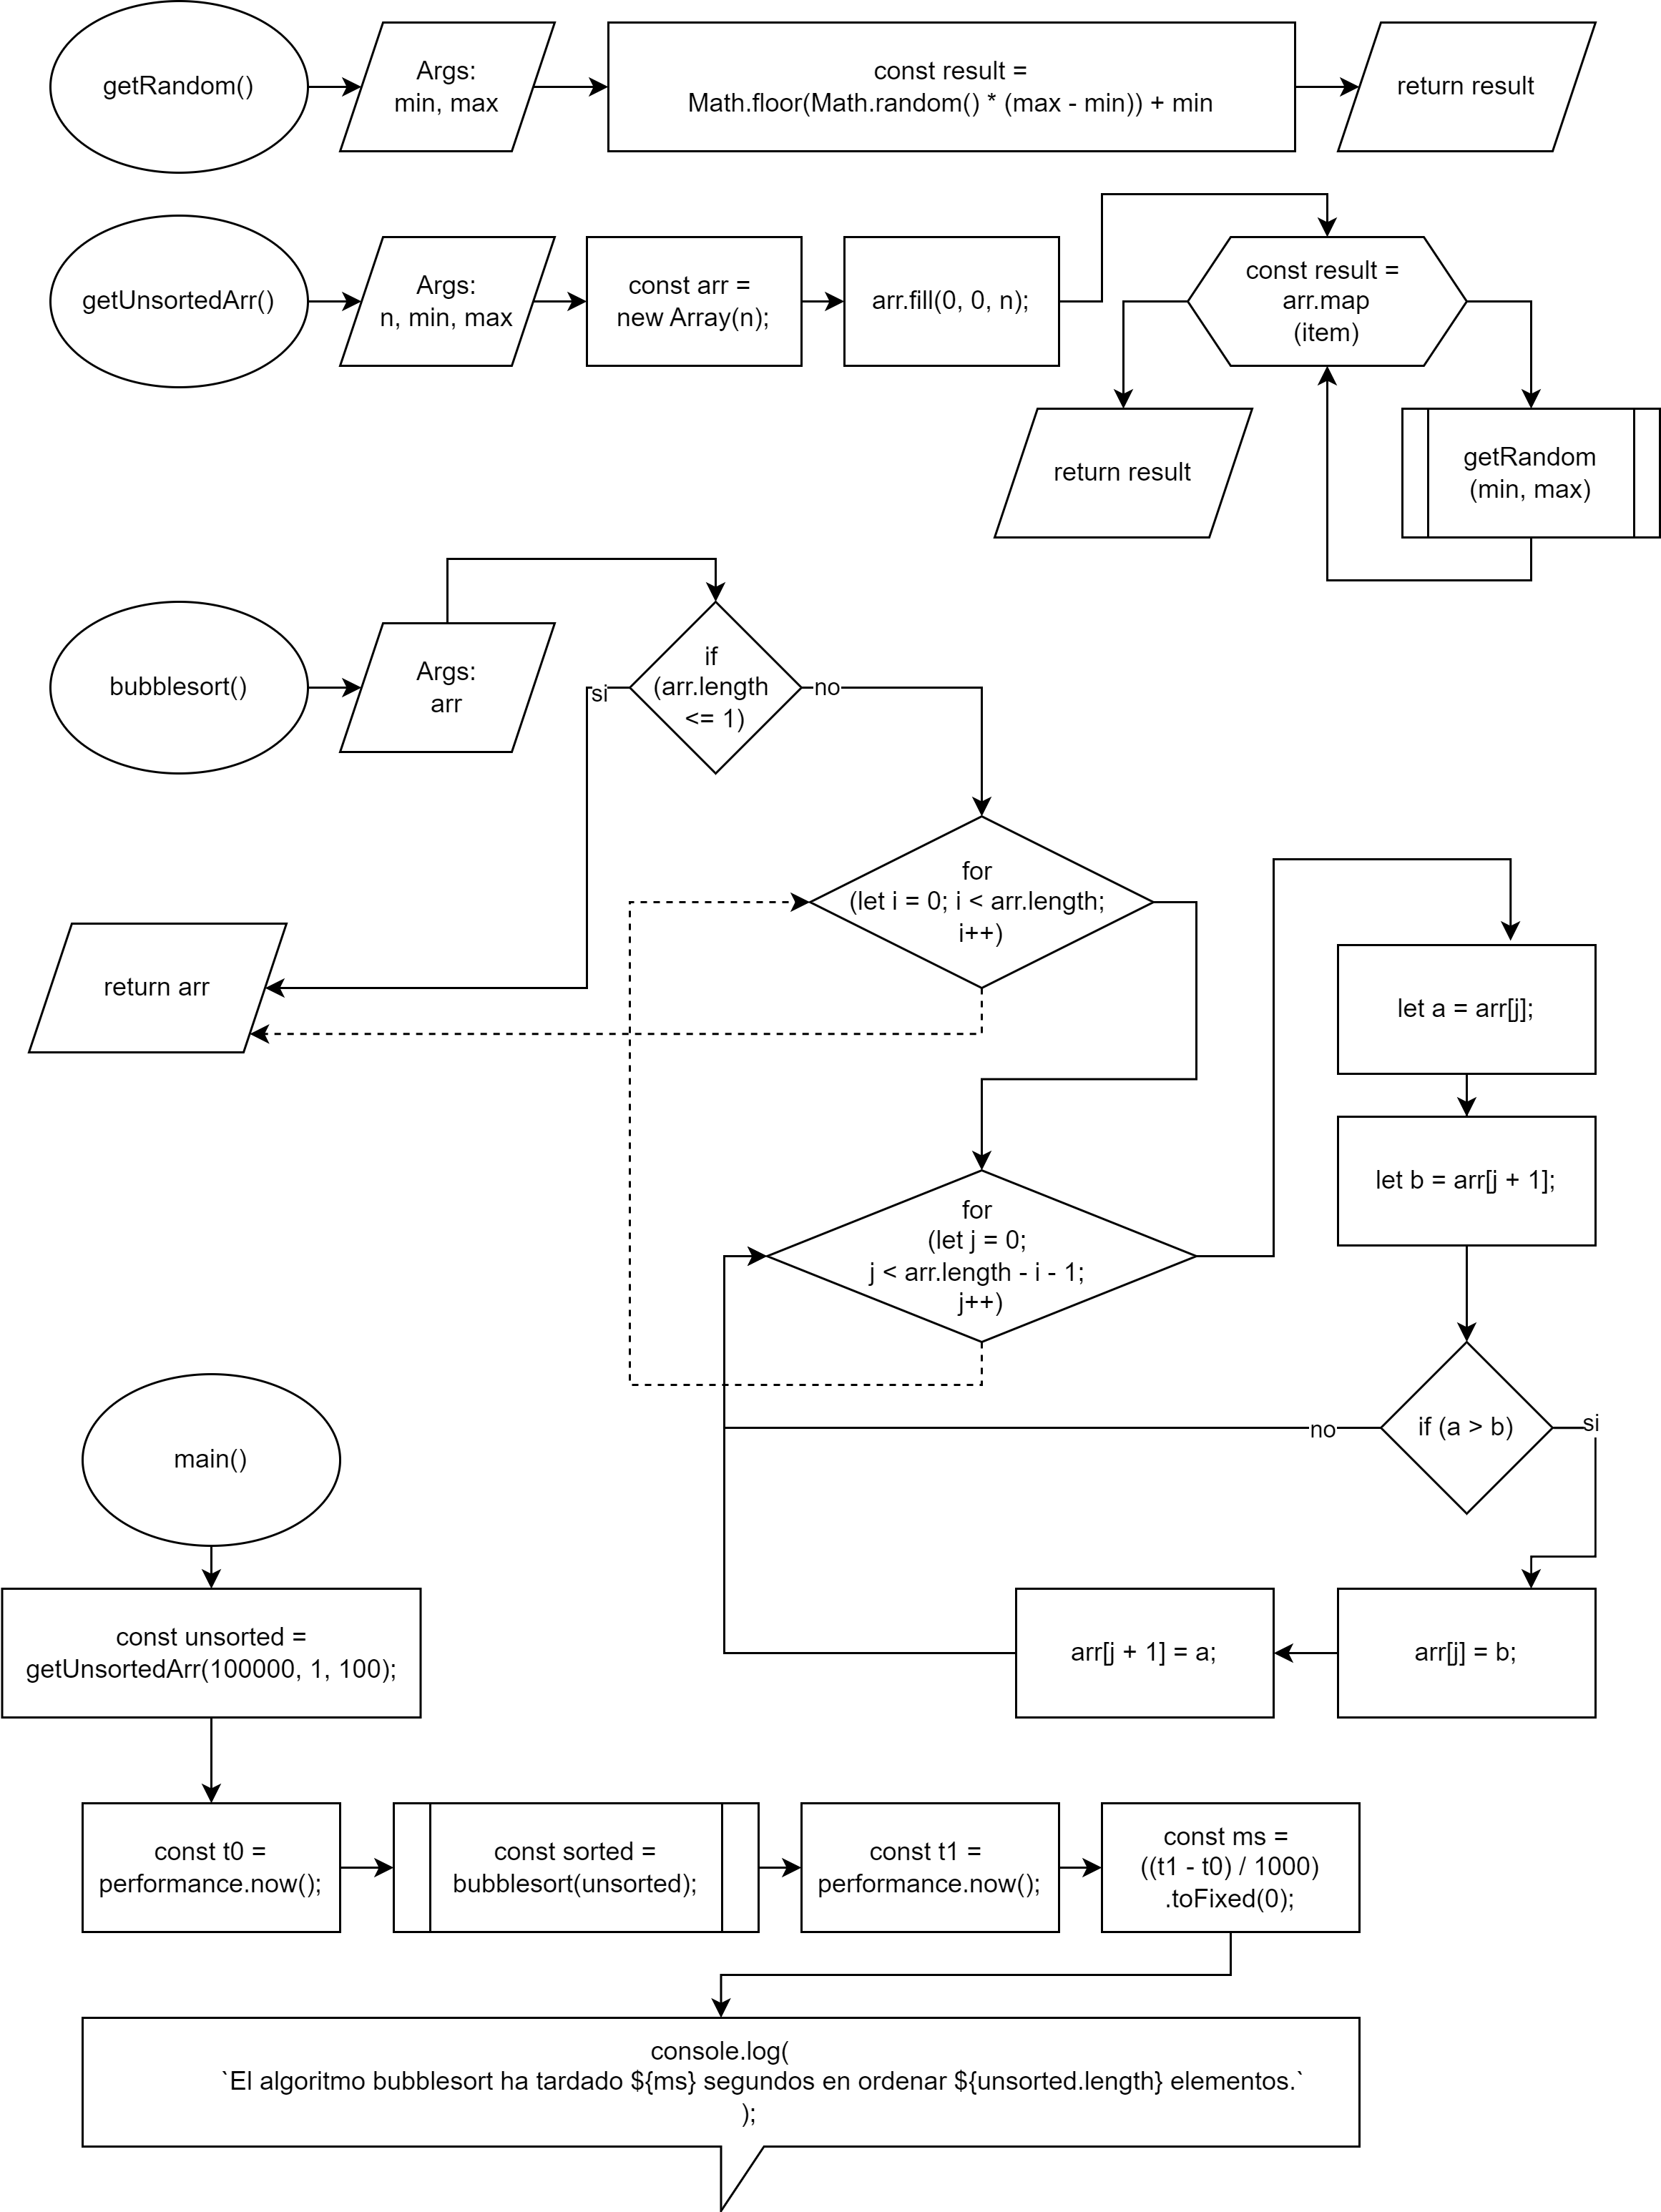 getRandom()
Args:
min, max
const result =
Math.floor(Math.random() * (max - min)) + min
return result
getUnsortedArr()
Args:
n, min, max
const arr =
new Array(n);
arr.fill(0, 0, n);
const result =
arr.map
(item)
return result
getRandom
(min, max)
bubblesort()
Args:
arr
if
(arr.length
<= 1)
si
no
for
(let i = 0; i < arr.length;
i++)
return arr
let a = arr[j];
let b = arr[j + 1];
for
(let j = 0;
j < arr.length - i - 1;
j++)
if (a > b)
no
si
arr[j + 1] = a;
arr[j] = b;
main()
const unsorted =
getUnsortedArr(100000, 1, 100);
const t0 =
performance.now();
const sorted =
bubblesort(unsorted);
const t1 =
performance.now();
const ms =
((t1 - t0) / 1000)
.toFixed(0);
console.log(
`El algoritmo bubblesort ha tardado ${ms} segundos en ordenar ${unsorted.length} elementos.`
);